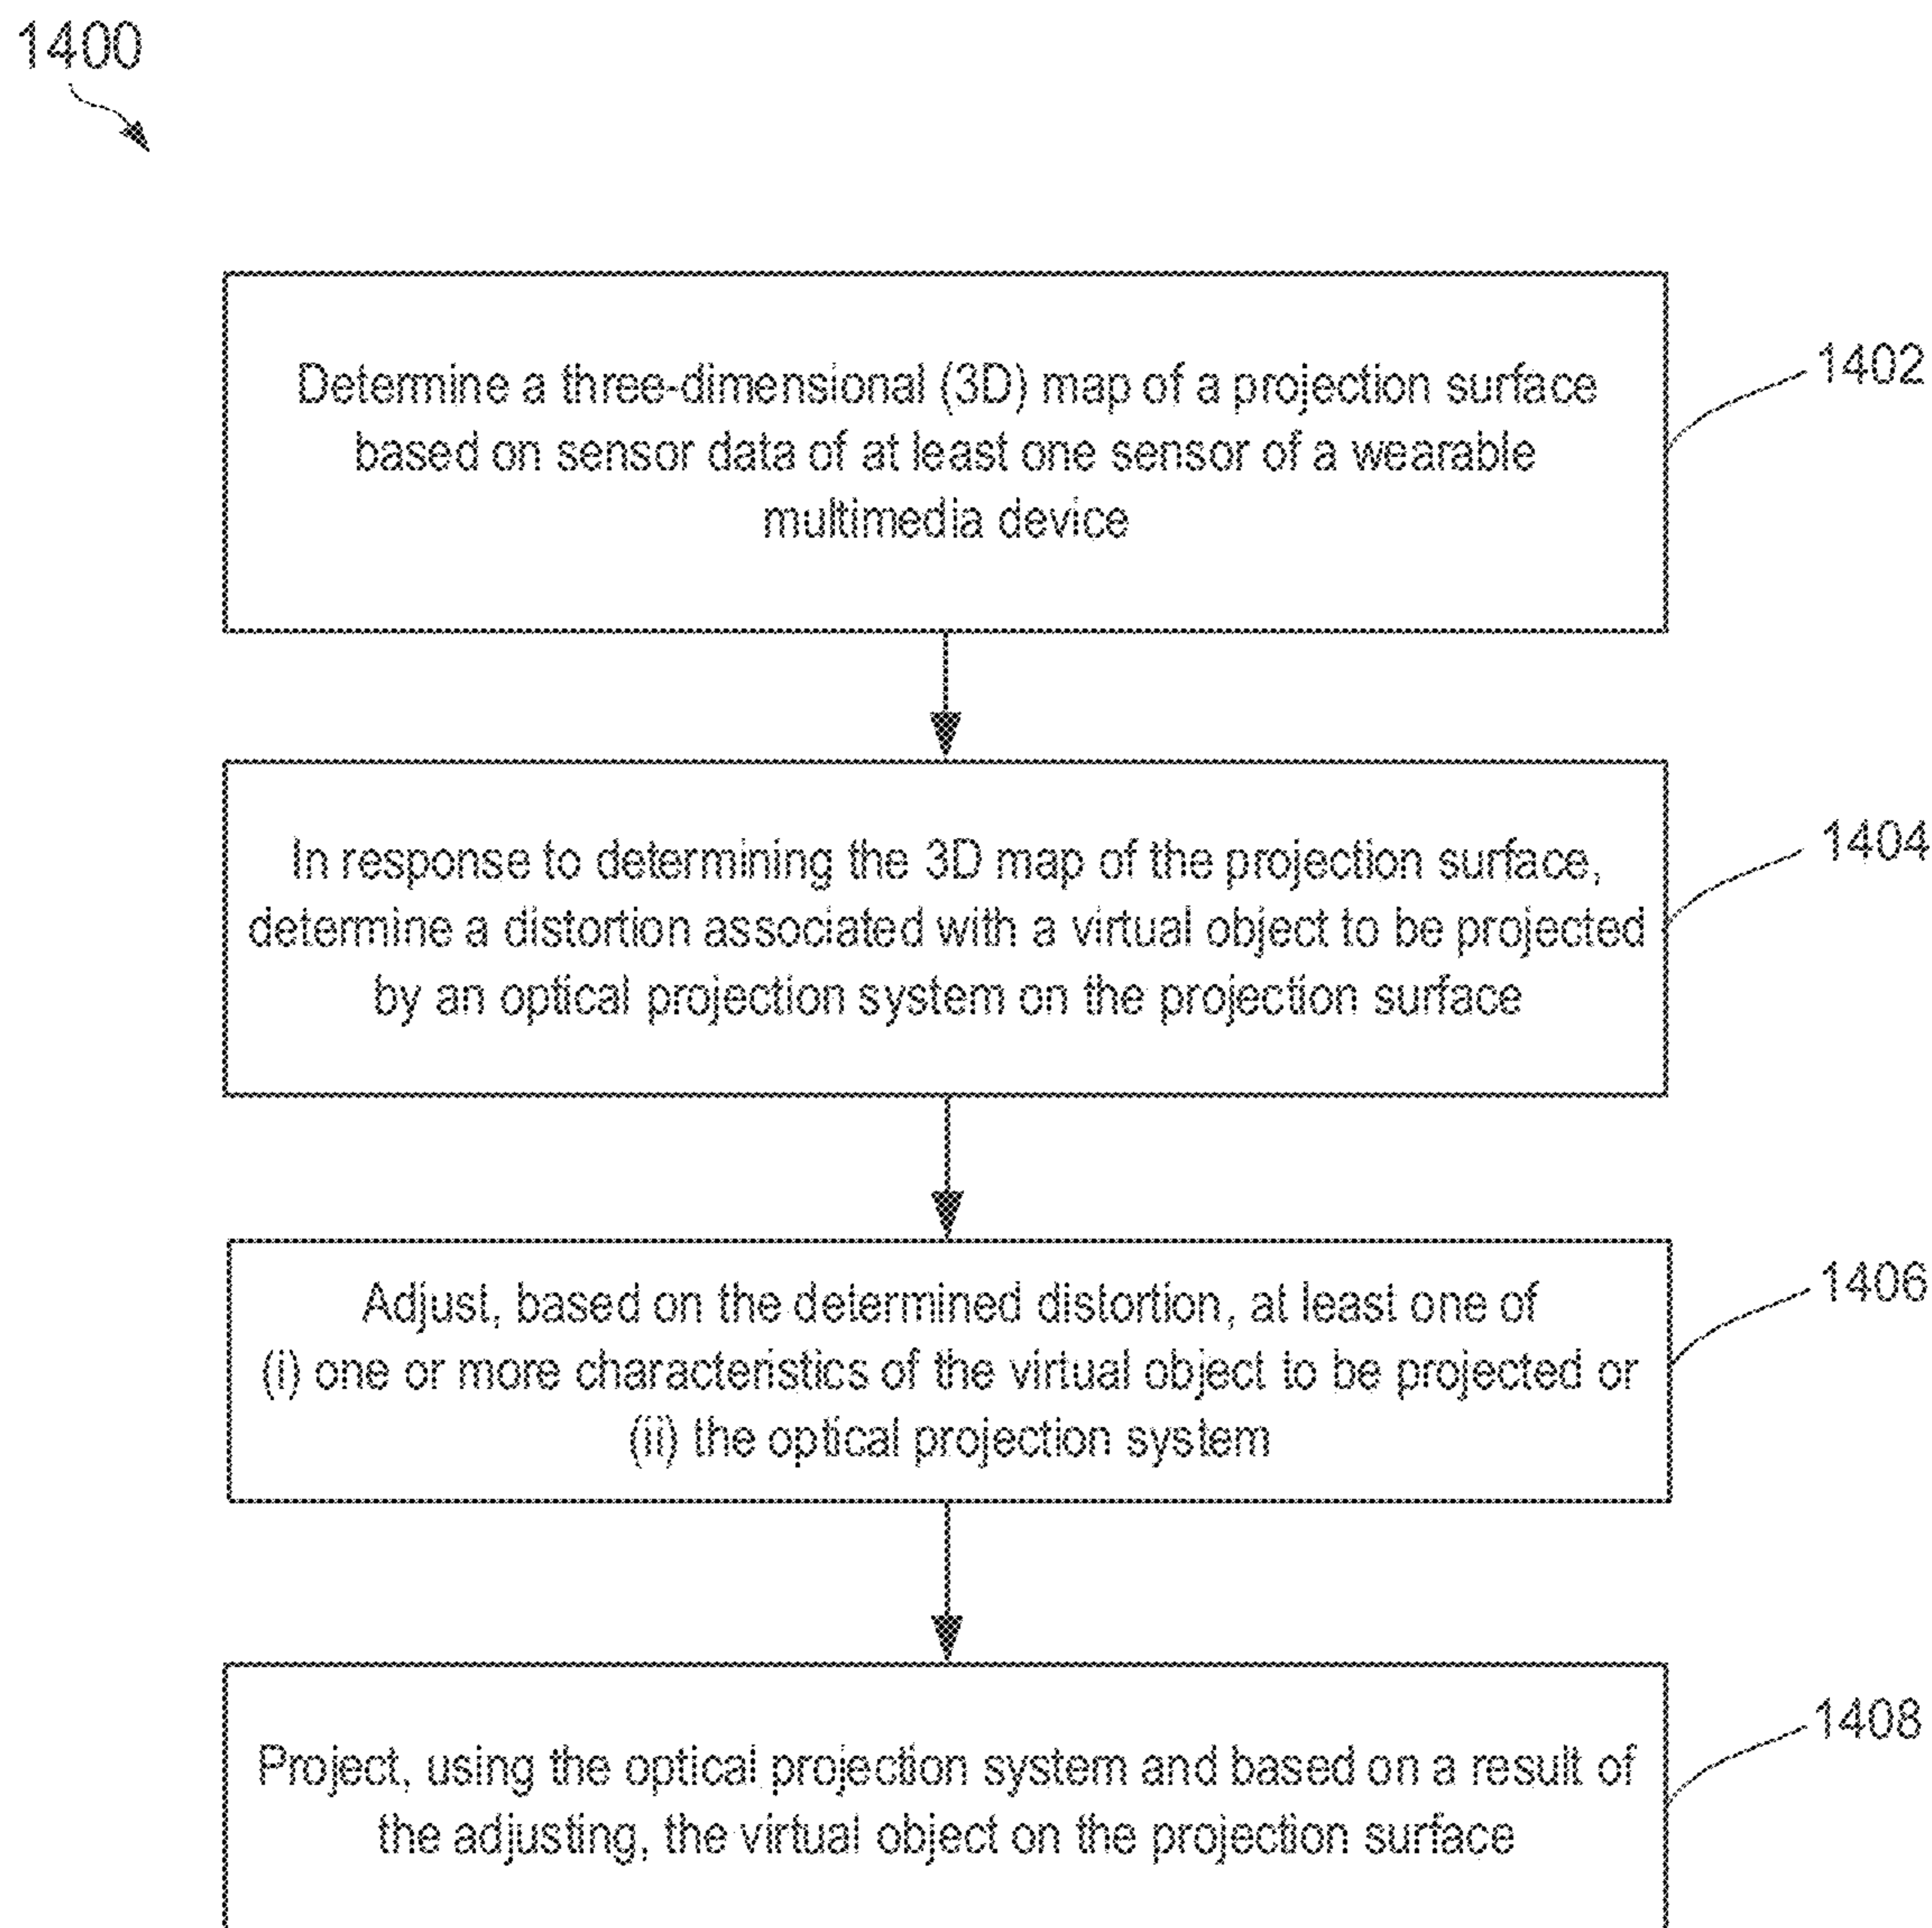 1400
Determine a three-dimensional (3D) map of a projection surface
based on sensor data of at least one sensor of a wearable
multimedia device
1402
In response to determining the 3D map of the projection surface,
determine a distortion associated with a virtual object to be projected
by an optical projection system on the projection surface
1404
Adjust, based on the determined distortion, at least one of
(i) one or more characteristics of the virtual object to be projected or
(ii) the optical projection system
1406
Project, using the optical projection system and based on a result of
the adjusting, the virtual object on the projection surface
1408